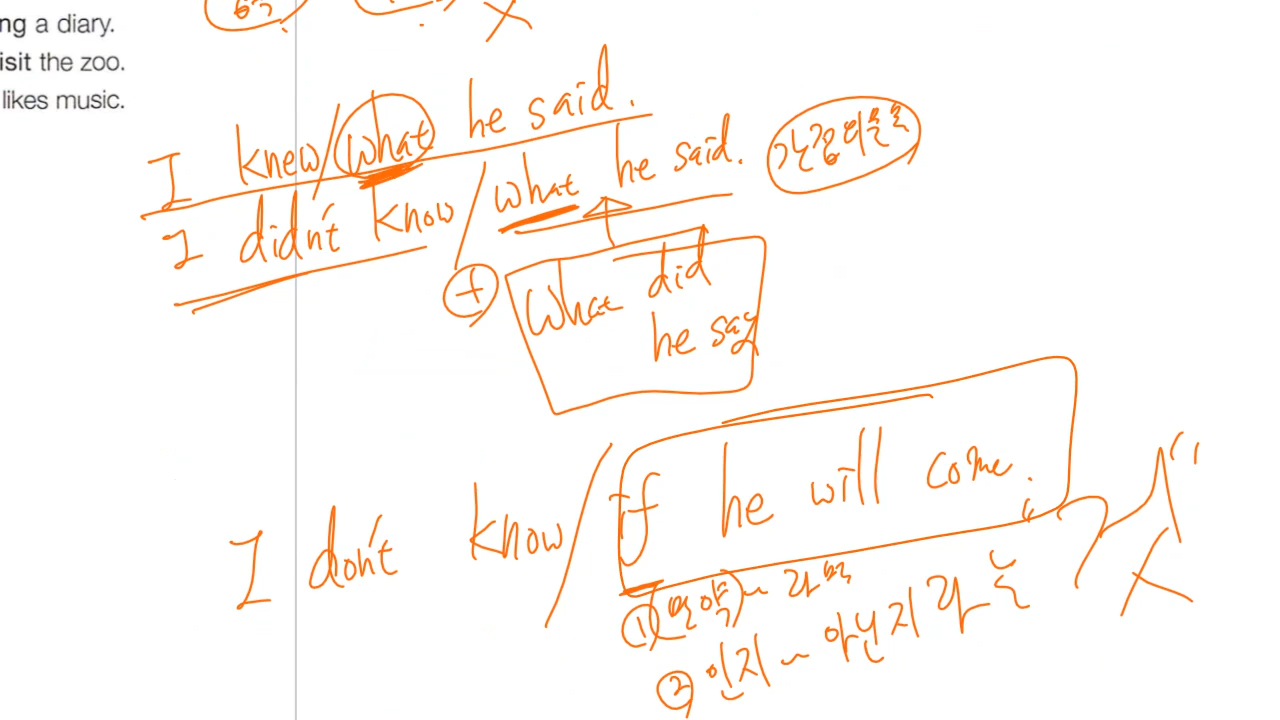 ng a diary.
isit the zoo.
likes music.
I knew / what he said.
I didn't know / what he said. 간접의문문
+ What did
he say
I don't know / if he will come.
① (만약) ~ 라면
② 인지 ~ 아닌지 라는